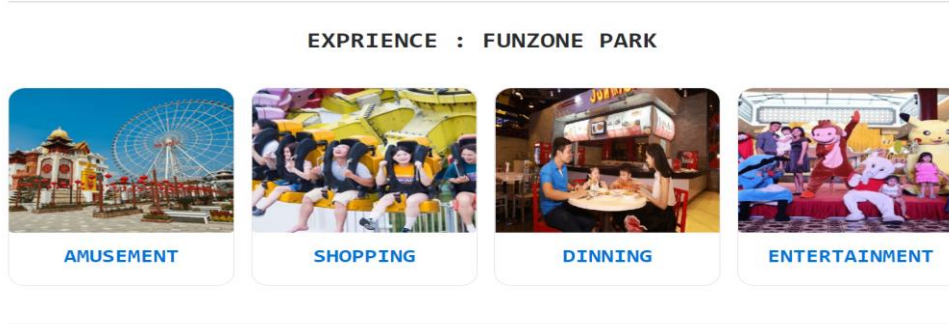 EXPRIENCE : FUNZONE PARK
AMUSEMENT
SHOPPING
DINNING
ENTERTAINMENT